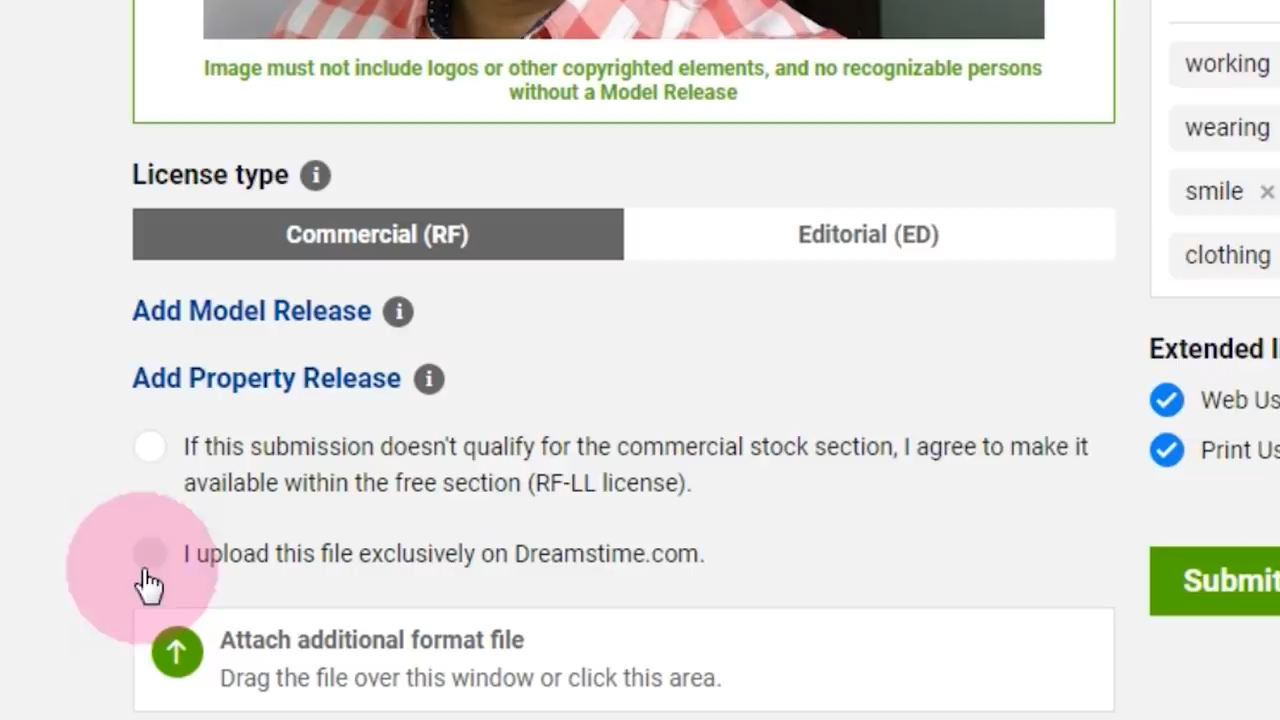 Image must not include logos or other copyrighted elements, and no recognizable persons
without a Model Release
License type
Commercial (RF)
Editorial (ED)
Add Model Release
Add Property Release
If this submission doesn't qualify for the commercial stock section, I agree to make it
available within the free section (RF-LL license).
I upload this file exclusively on Dreamstime.com.
Attach additional format file
Drag the file over this window or click this area.
working
wearing
smile ×
clothing
Extended
Web Us
Print Us
Submit